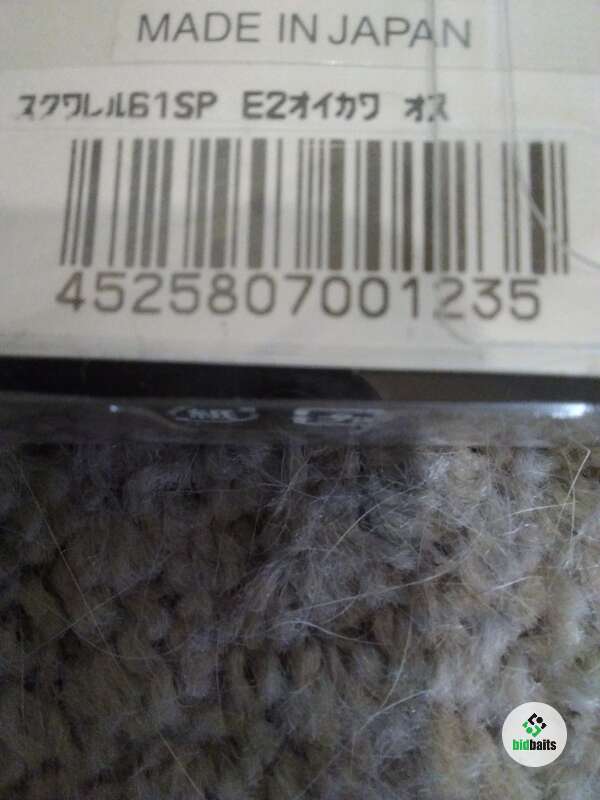 MADE IN JAPAN
スクワレル61SP E2オイカワ オス
4525807001235
紙
bidbaits